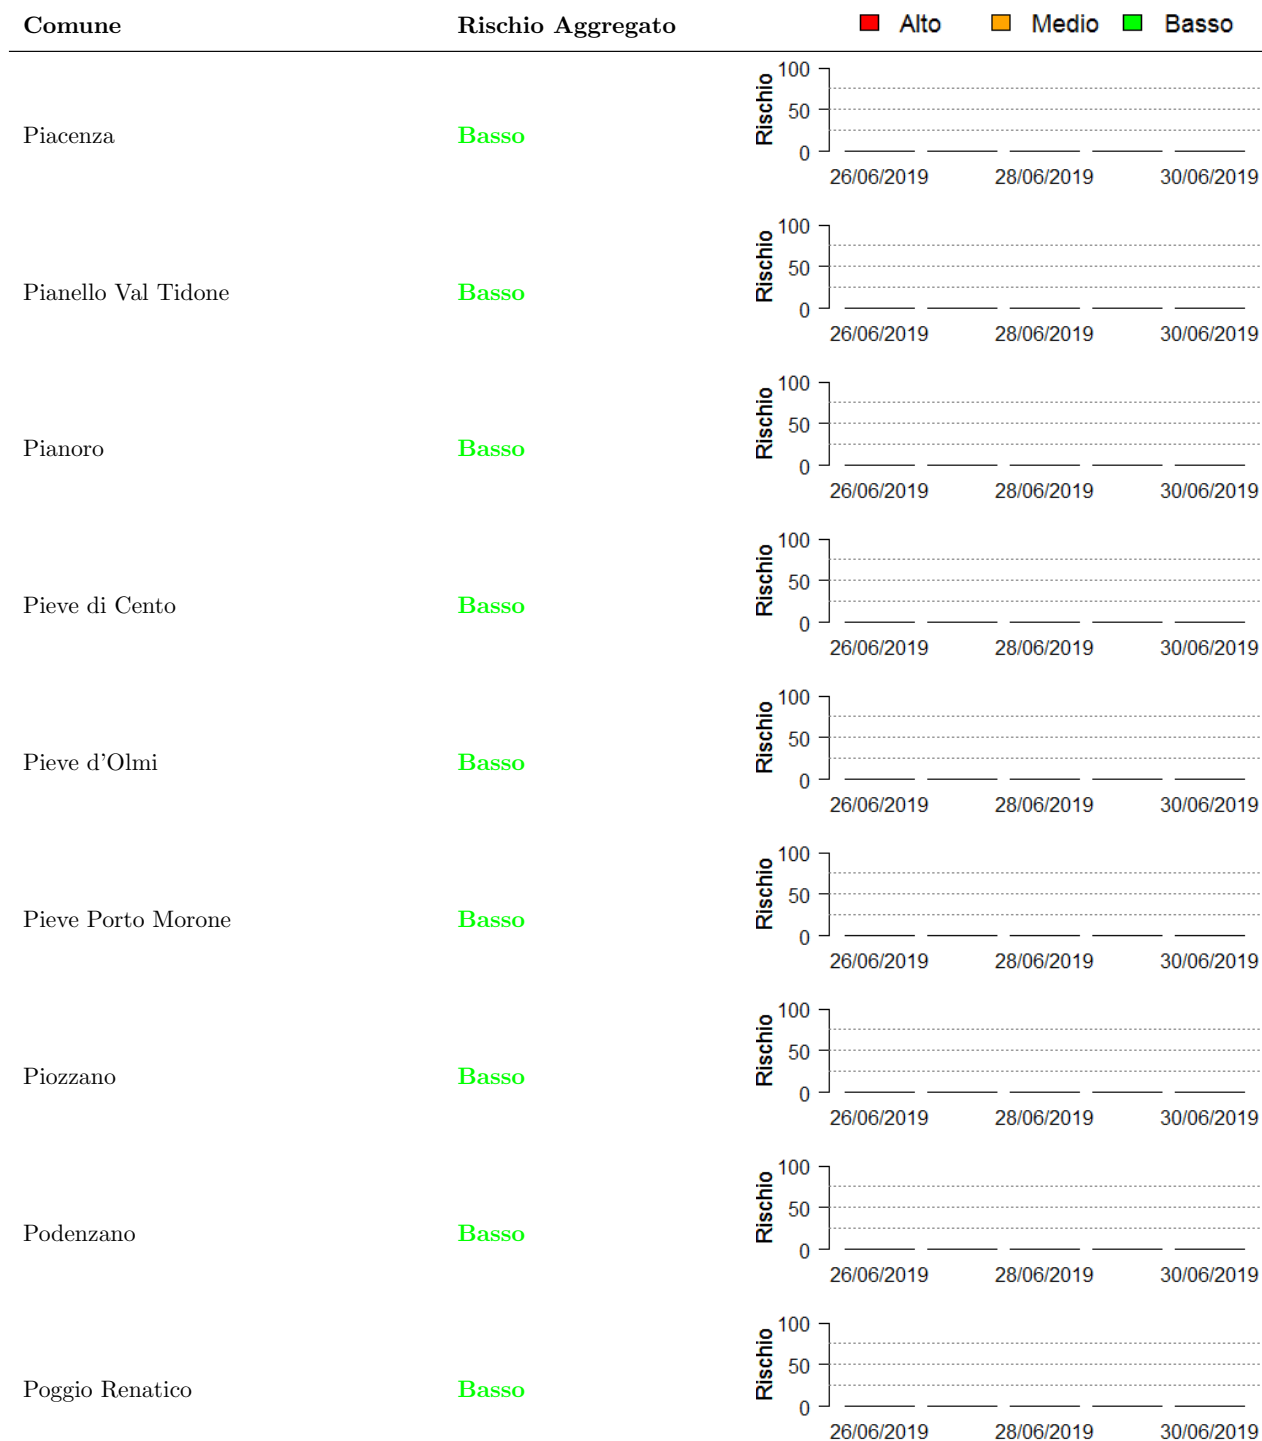 Comune Rischio Aggregato Alto Medio Basso
100
Rischio
50
Piacenza Basso
0
26/06/2019 28/06/2019 30/06/2019
100
Rischio
50
Pianello Val Tidone Basso
0
26/06/2019 28/06/2019 30/06/2019
100
Rischio
50
Pianoro Basso
0
26/06/2019 28/06/2019 30/06/2019
100
Rischio
50
Pieve di Cento Basso
0
26/06/2019 28/06/2019 30/06/2019
100
Rischio
50
Pieve d'Olmi Basso
0
26/06/2019 28/06/2019 30/06/2019
100
Rischio
50
Pieve Porto Morone Basso
0
26/06/2019 28/06/2019 30/06/2019
100
Rischio
50
Piozzano Basso
0
26/06/2019 28/06/2019 30/06/2019
100
Rischio
50
Podenzano Basso
0
26/06/2019 28/06/2019 30/06/2019
100
Rischio
50
Poggio Renatico Basso
0
26/06/2019 28/06/2019 30/06/2019